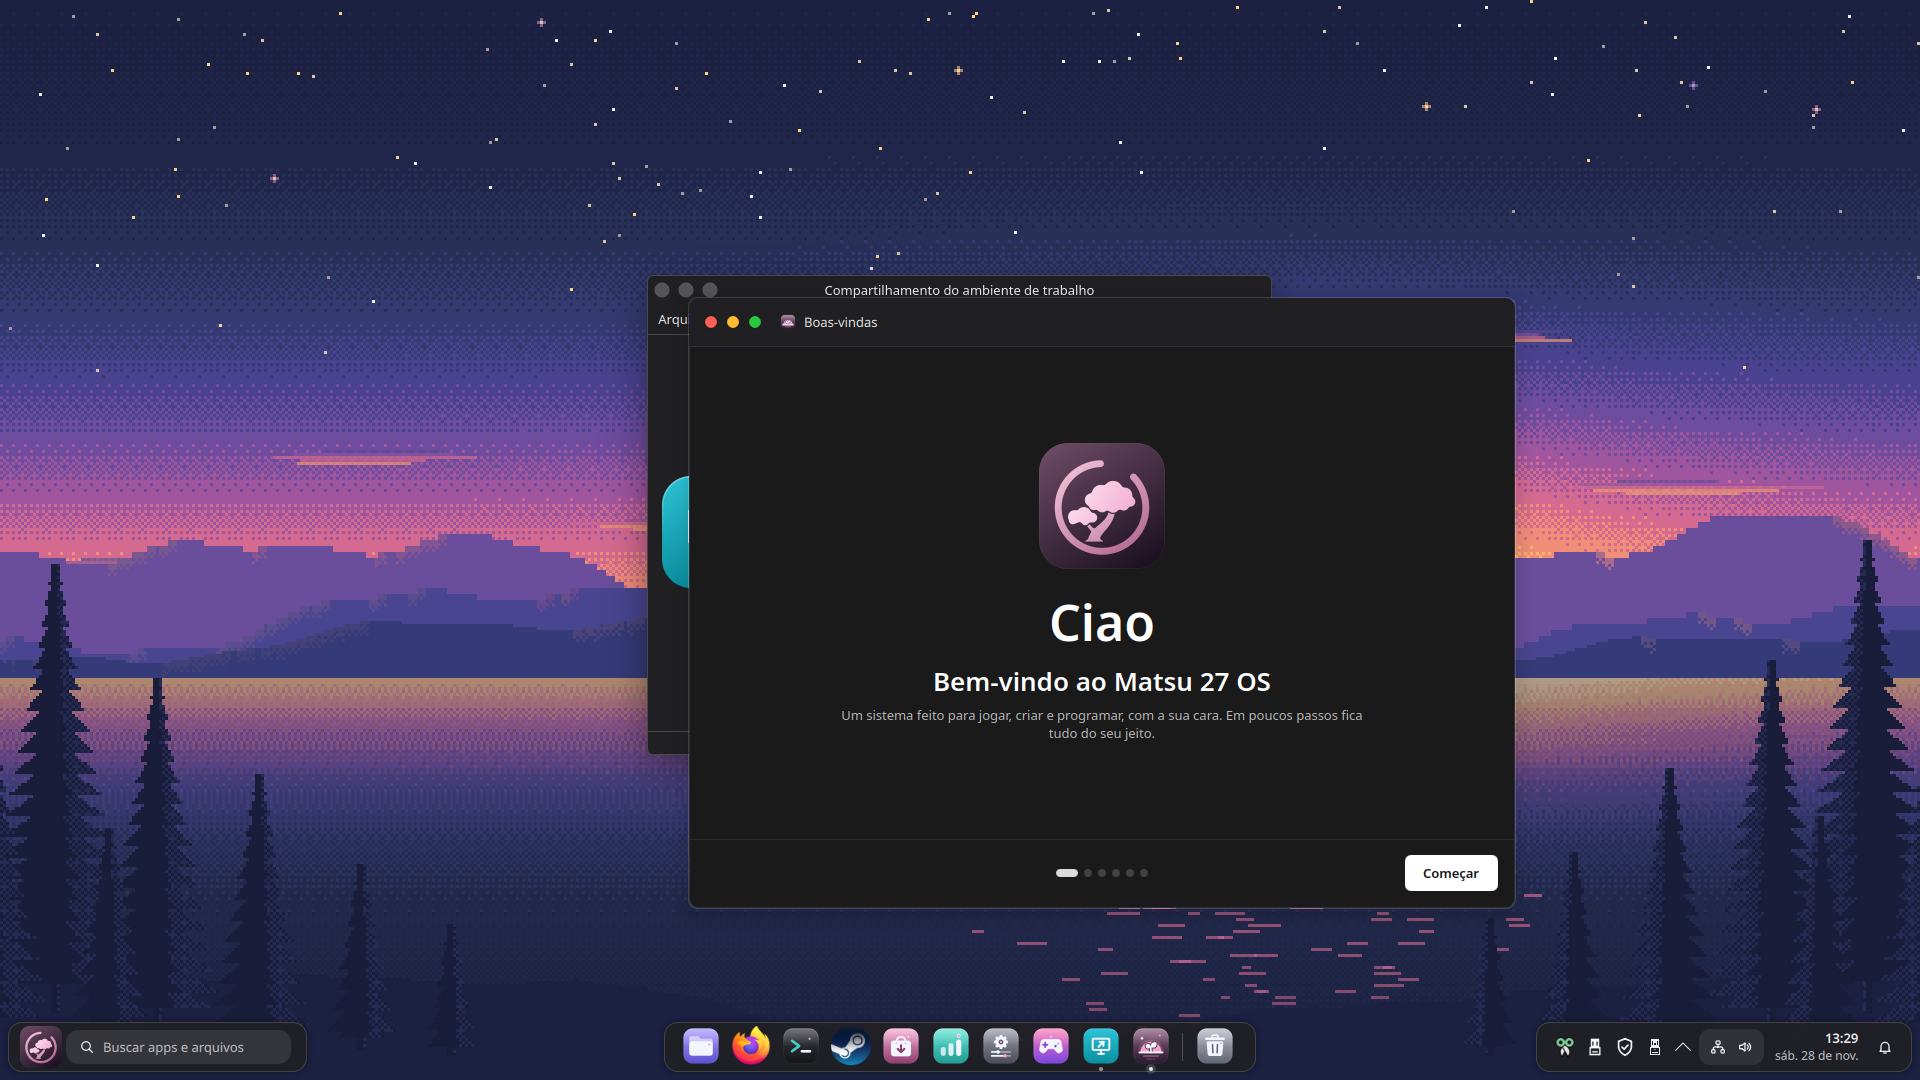 Compartilhamento do ambiente de trabalho
Arqu
Boas-vindas
Ciao
Bem-vindo ao Matsu 27 OS
Um sistema feito para jogar, criar e programar, com a sua cara. Em poucos passos fica
tudo do seu jeito.
Começar
Buscar apps e arquivos
13:29
sáb. 28 de nov.